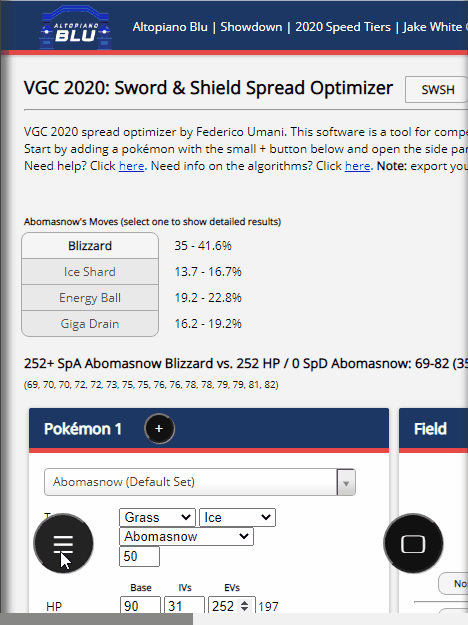 ALTOPIANO
BLU
Altopiano Blu | Showdown | 2020 Speed Tiers | Jake White
VGC 2020: Sword & Shield Spread Optimizer
SWSH
VGC 2020 spread optimizer by Federico Umani. This software is a tool for
Start by adding a pokémon with the small + button below and open the side
Need help? Click here. Need info on the algorithms? Click here. Note: export
Abomasnow's Moves (select one to show detailed results)
Blizzard 35 - 41.6%
Ice Shard 13.7 - 16.7%
Energy Ball 19.2 - 22.8%
Giga Drain 16.2 - 19.2%
252+ SpA Abomasnow Blizzard vs. 252 HP / 0 SpD Abomasnow: 69-82
(69, 70, 70, 72, 72, 73, 75, 75, 76, 76, 78, 78, 79, 79, 81, 82)
Pokémon 1 + Field
Abomasnow (Default Set)
Grass Ice
Abomasnow
50
No
Base IVs EVs
HP 90 31 252 197